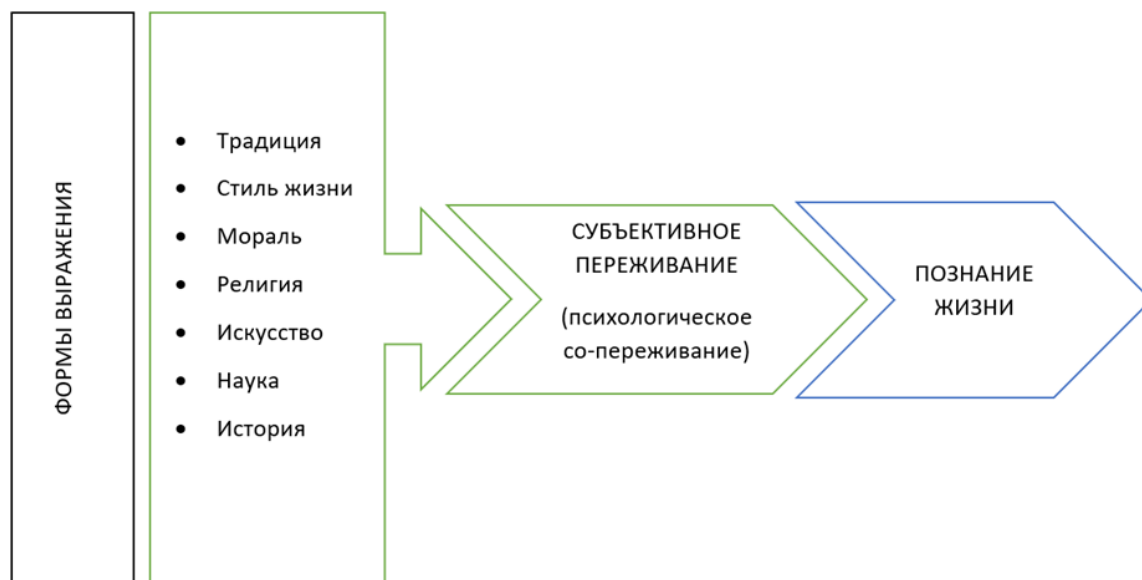 ФОРМЫ ВЫРАЖЕНИЯ
• Традиция
• Стиль жизни
• Мораль
• Религия
• Искусство
• Наука
• История
СУБЪЕКТИВНОЕ
ПЕРЕЖИВАНИЕ
(психологическое
со-переживание)
ПОЗНАНИЕ
ЖИЗНИ